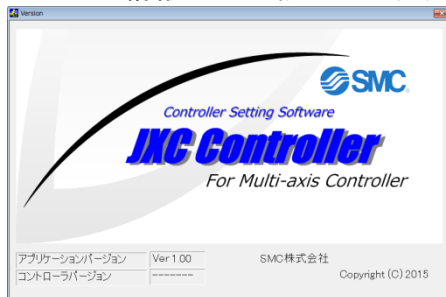 Version
SMC
Controller Setting Software
JXC Controller
For Multi-axis Controller
アプリケーションバージョン Ver 1.00 SMC株式会社
コントローラバージョン ------- Copyright (C) 2015